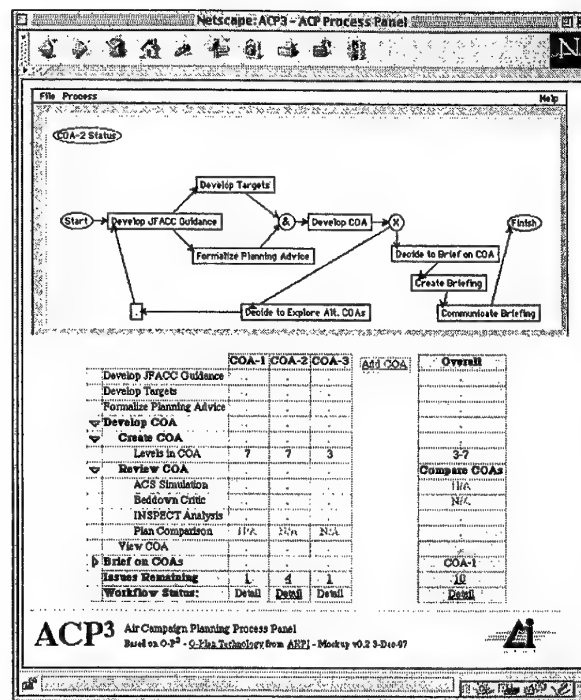 Netscape: ACP3 - ACP Process Panel
N
File Process Help
COA-2 Status
Develop Targets
Start
Develop JFACC Guidance
&
Develop COA
X
Finish
Formalize Planning Advice
Decide to Brief on COA
Create Briefing
Decide to Explore Alt. COAs
Communicate Briefing
COA-1 COA-2 COA-3 Add COA Overall
Develop JFACC Guidance
Develop Targets
Formalize Planning Advice
Develop COA
Create COA
Levels in COA 7 7 3 3-7
Review COA Compare COAs
ACS Simulation N/A
Beddown Critic N/A
INSPECT Analysis
Plan Comparison N/A N/A N/A
View COA
Brief on COAs COA-1
Issues Remaining 1 4 1 10
Workflow Status: Detail Detail Detail Detail
ACP3 Air Campaign Planning Process Panel
Based on O-P3 - O-Plan Technology from ARPI - Mockup v0.2 3-Dec-97